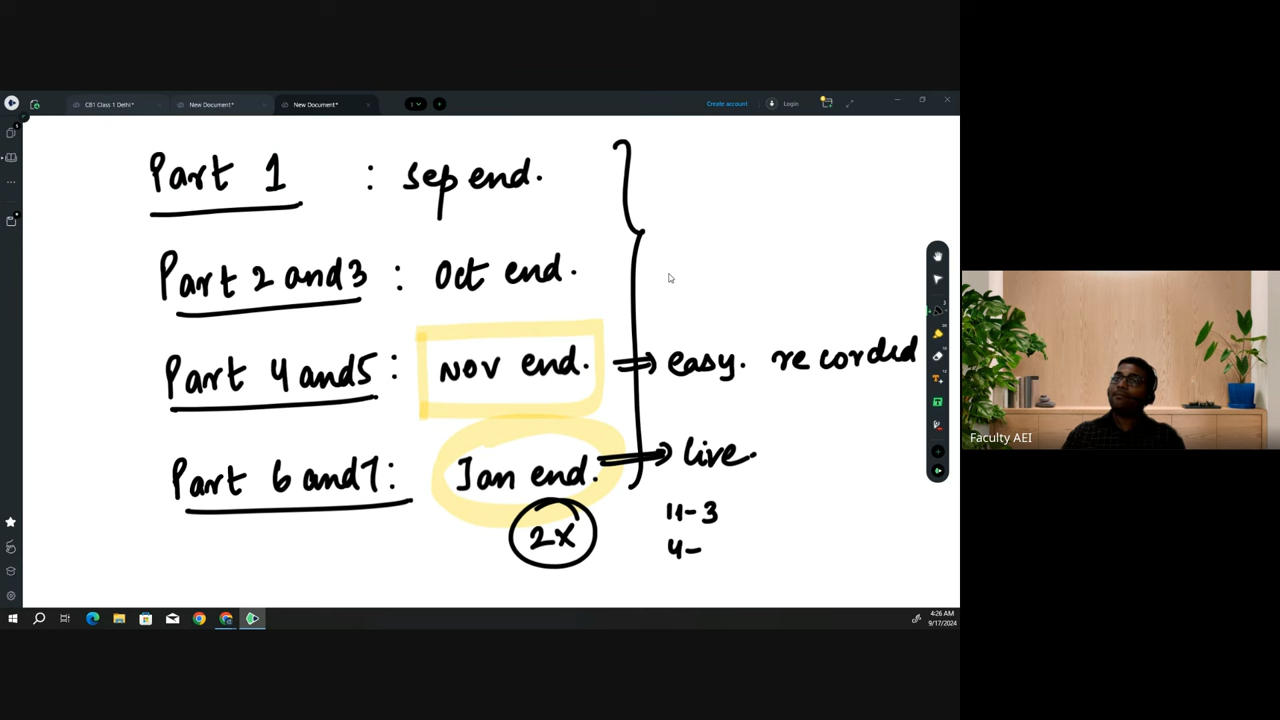 CB1 Class 1 Delhi*
New Document*
New Document*
1
Create account
Login
Part 1 : Sep end.
Part 2 and 3 : Oct end.
Part 4 and 5 : Nov end. ⇒ easy. recorded
Part 6 and 7 : Jan end. ⇒ live.
2x
11-3
4-
Faculty AEI
4:26 AM
9/17/2024